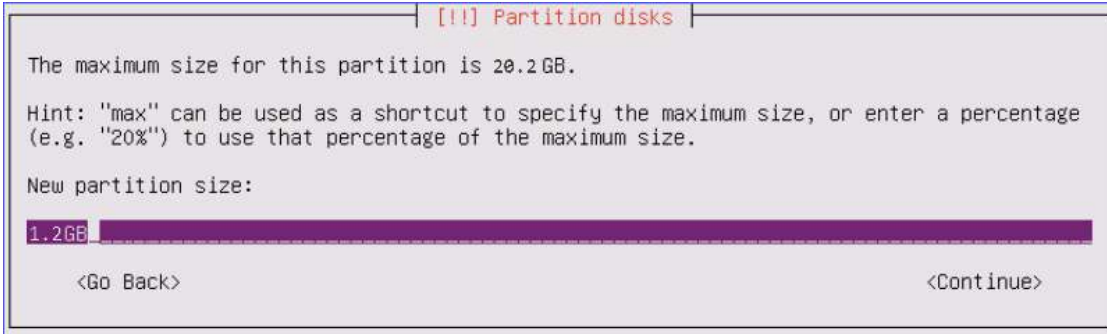 [!!] Partition disks
The maximum size for this partition is 20.2 GB.
Hint: "max" can be used as a shortcut to specify the maximum size, or enter a percentage
(e.g. "20%") to use that percentage of the maximum size.
New partition size:
1.2GB
<Go Back> <Continue>